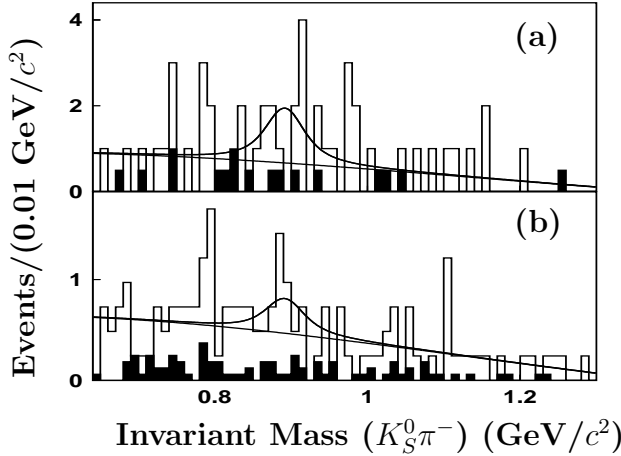 Events/(0.01 GeV/c²)
4
(a)
2
0
(b)
1
0
0.8 1 1.2
Invariant Mass (K⁰_S π⁻) (GeV/c²)